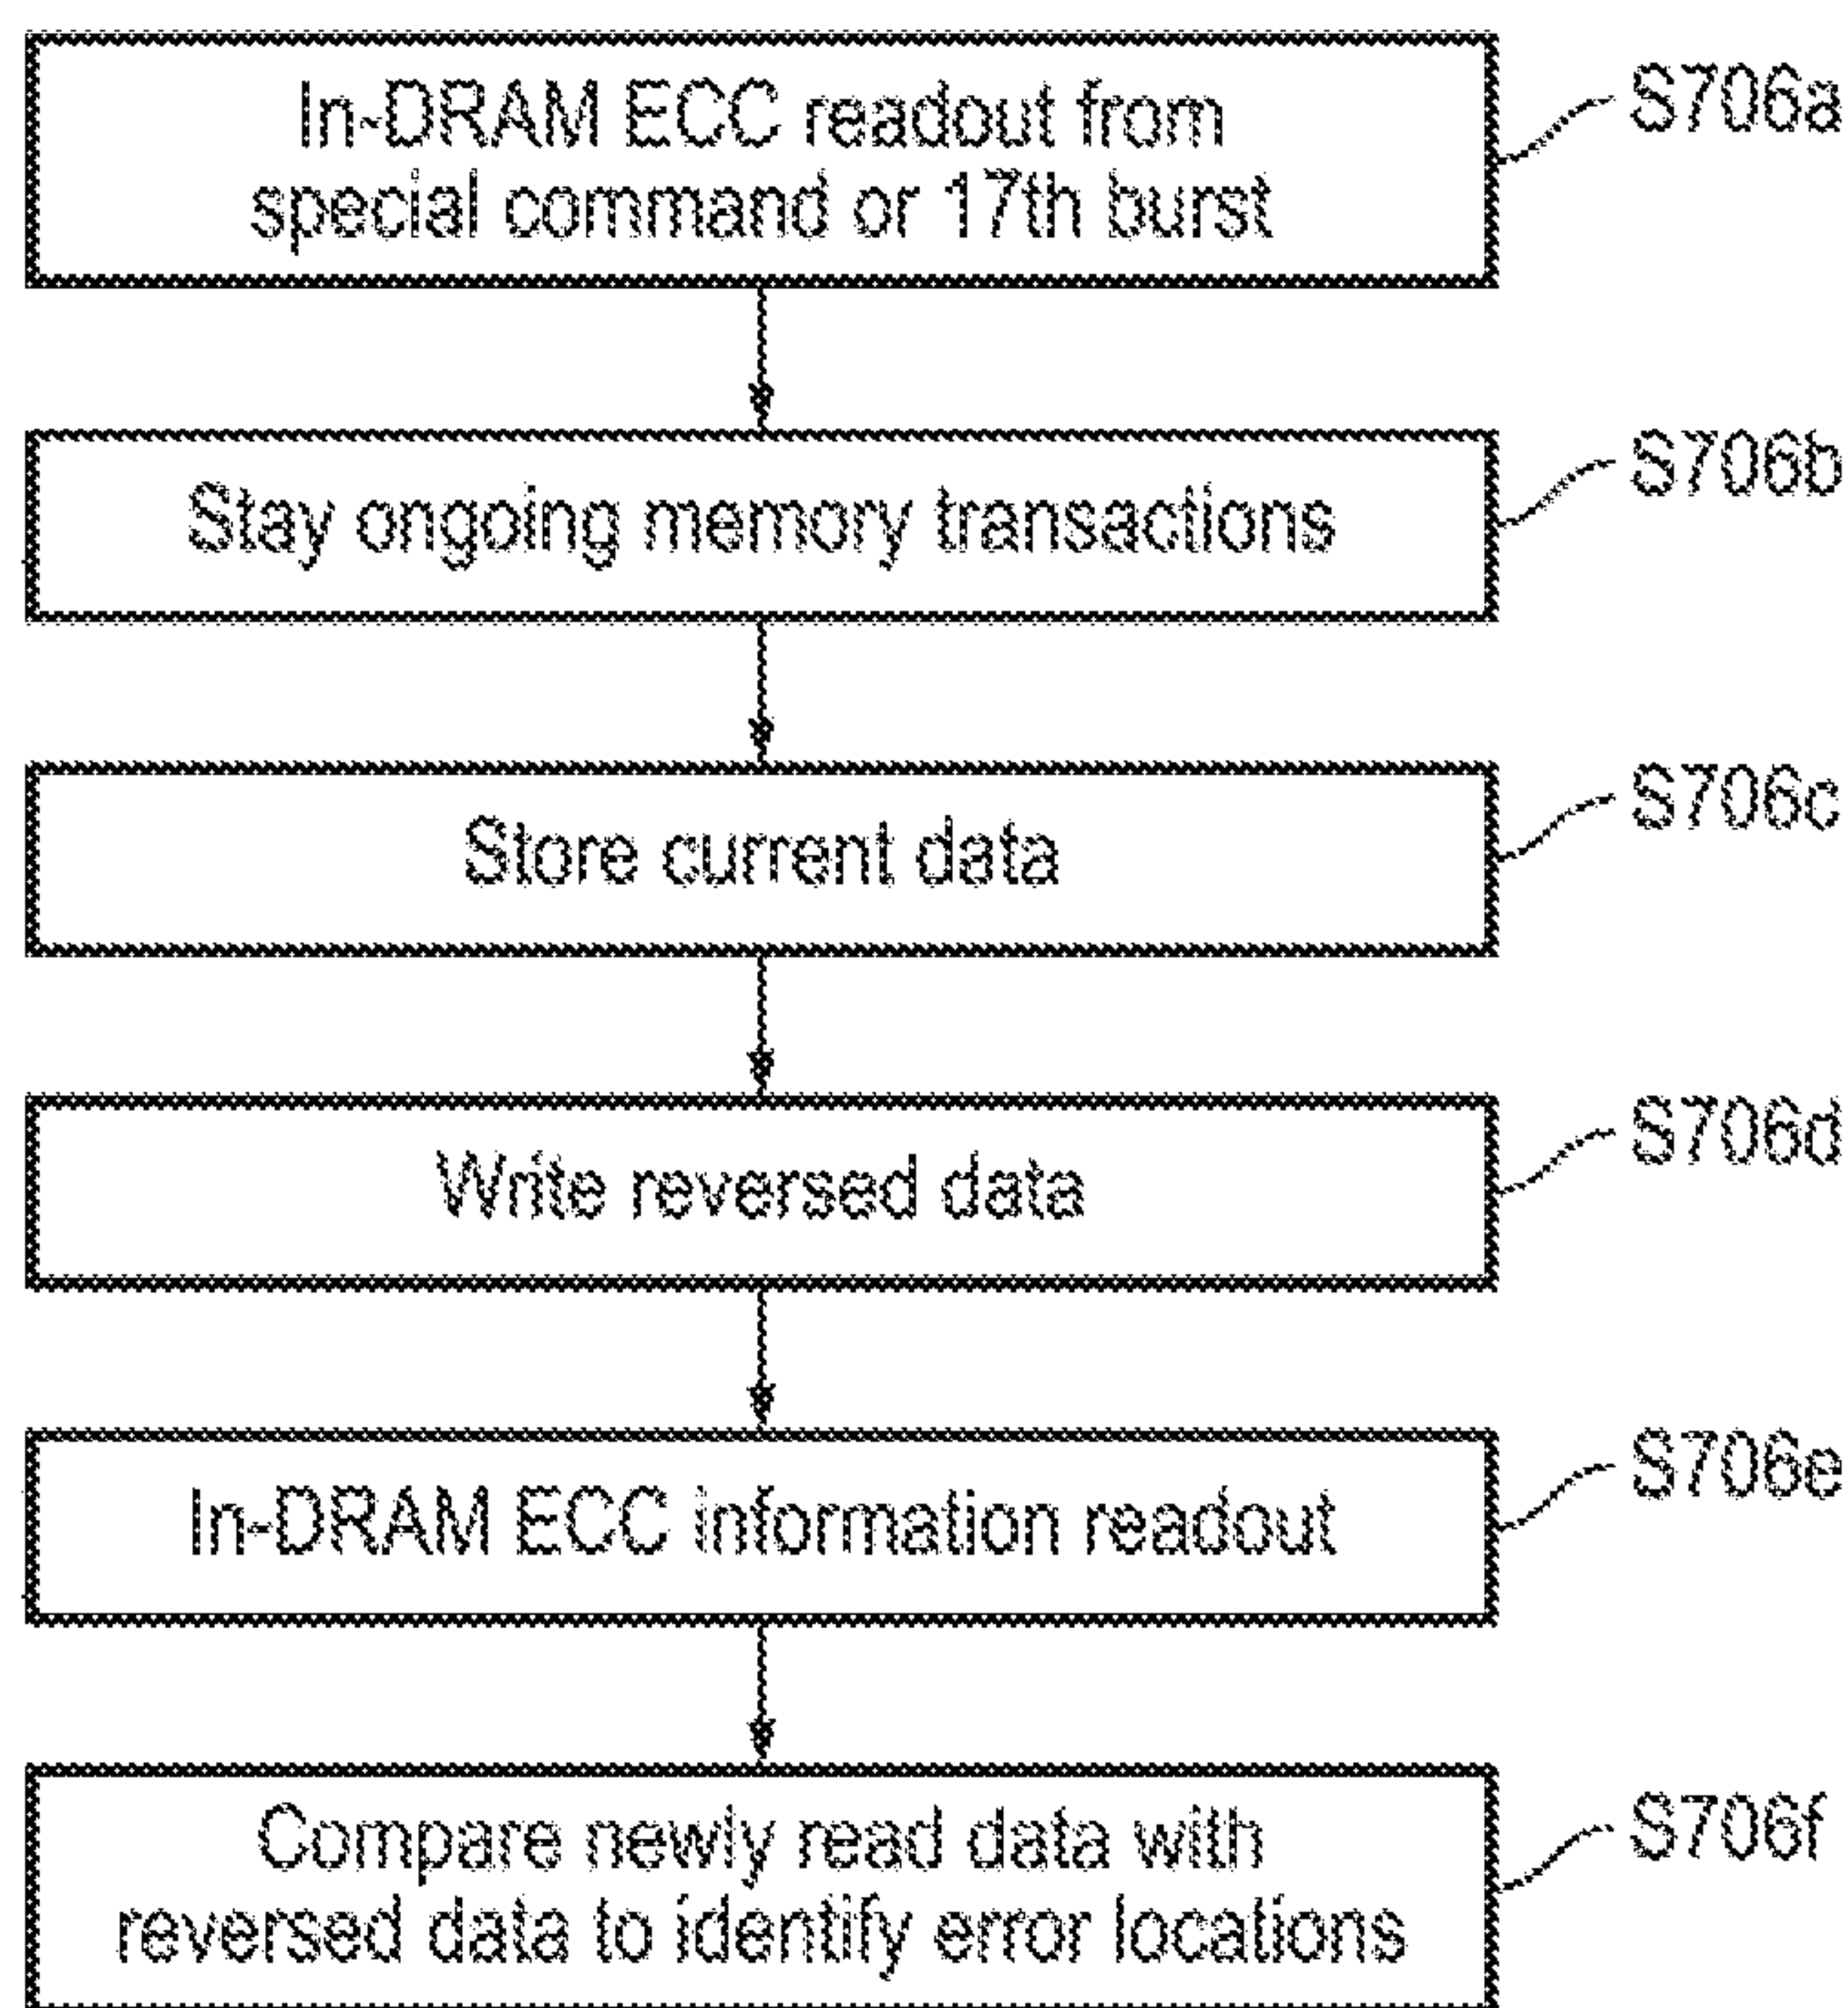 In-DRAM ECC readout from
special command or 17th burst
S706a
Stay ongoing memory transactions
S706b
Store current data
S706c
Write reversed data
S706d
In-DRAM ECC information readout
S706e
Compare newly read data with
reversed data to identify error locations
S706f